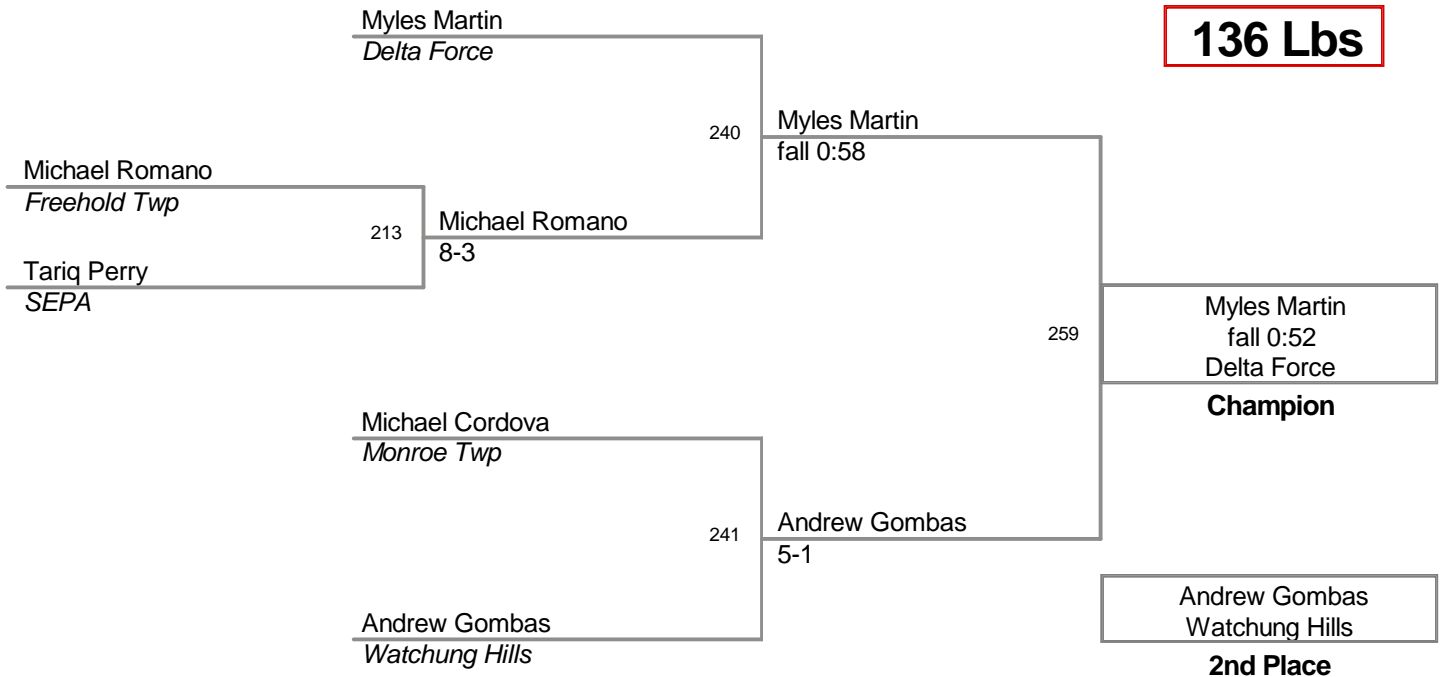 Myles Martin
Delta Force
136 Lbs
240
Myles Martin
fall 0:58
Michael Romano
Freehold Twp
213
Michael Romano
8-3
Tariq Perry
SEPA
259
Myles Martin
fall 0:52
Delta Force
Champion
Michael Cordova
Monroe Twp
241
Andrew Gombas
5-1
Andrew Gombas
Watchung Hills
Andrew Gombas
Watchung Hills
2nd Place